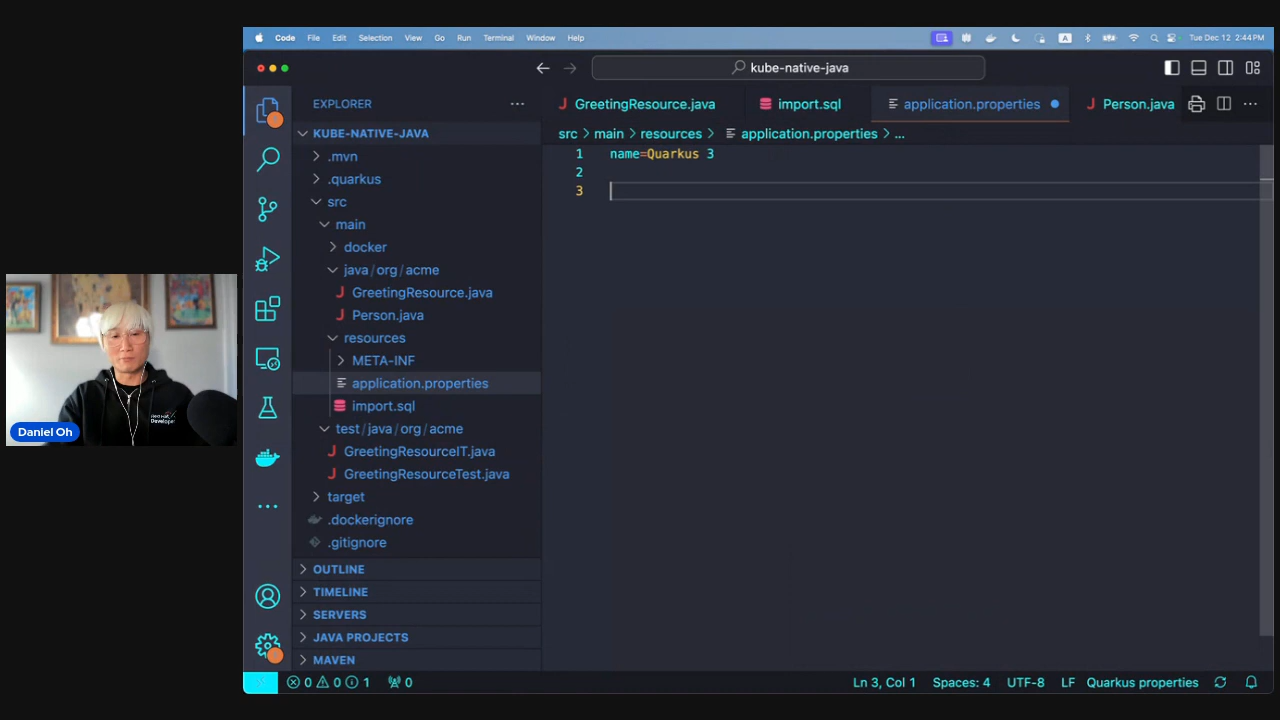 Code File Edit Selection View Go Run Terminal Window Help
A
Tue Dec 12 2:44PM
kube-native-java
EXPLORER
GreetingResource.java
import.sql
application.properties
Person.java
KUBE-NATIVE-JAVA
src > main > resources > application.properties > ...
1 name=Quarkus 3
2
3
.mvn
.quarkus
src
main
docker
java/org/acme
GreetingResource.java
Person.java
resources
META-INF
application.properties
import.sql
test/java/org/acme
GreetingResourceIT.java
GreetingResourceTest.java
target
.dockerignore
.gitignore
OUTLINE
TIMELINE
SERVERS
JAVA PROJECTS
MAVEN
0 0 1 0
Ln 3, Col 1
Spaces: 4
UTF-8
LF
Quarkus properties
Daniel Oh
Red Hat
Developer